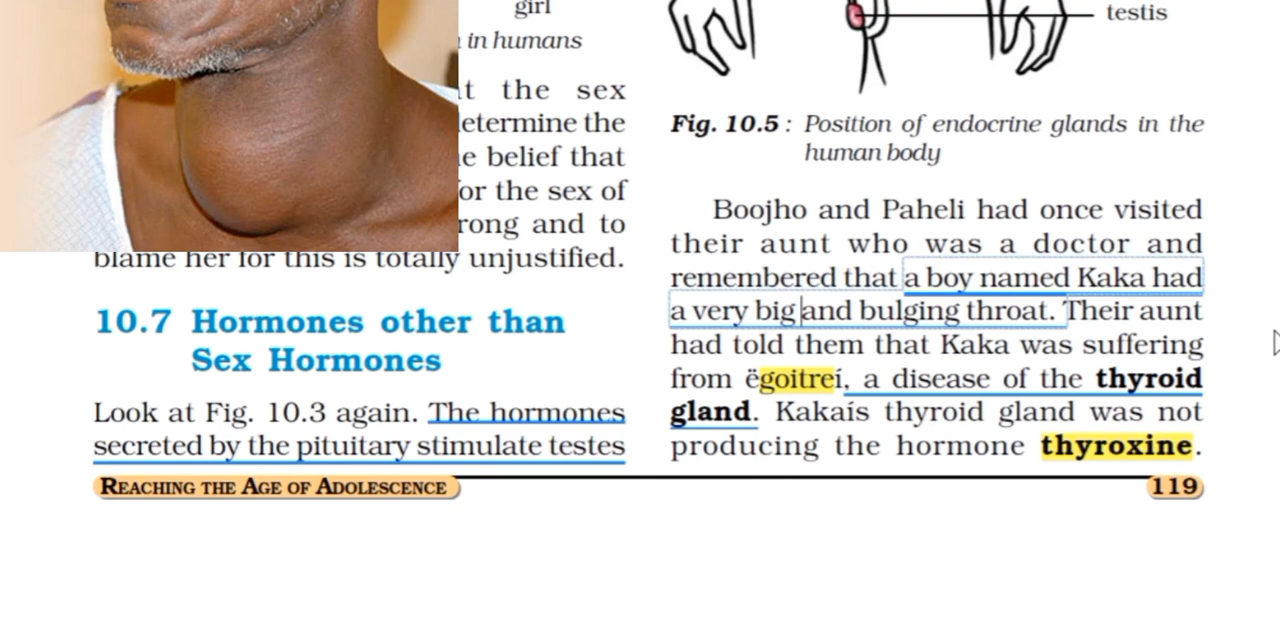 girl
in humans
t the sex
etermine the
e belief that
or the sex of
rong and to
blame her for this is totally unjustified.
10.7 Hormones other than
Sex Hormones
Look at Fig. 10.3 again. The hormones
secreted by the pituitary stimulate testes
testis
Fig. 10.5 : Position of endocrine glands in the
human body
Boojho and Paheli had once visited
their aunt who was a doctor and
remembered that a boy named Kaka had
a very big and bulging throat. Their aunt
had told them that Kaka was suffering
from ëgoitreí, a disease of the thyroid
gland. Kakaís thyroid gland was not
producing the hormone thyroxine.
REACHING THE AGE OF ADOLESCENCE
119